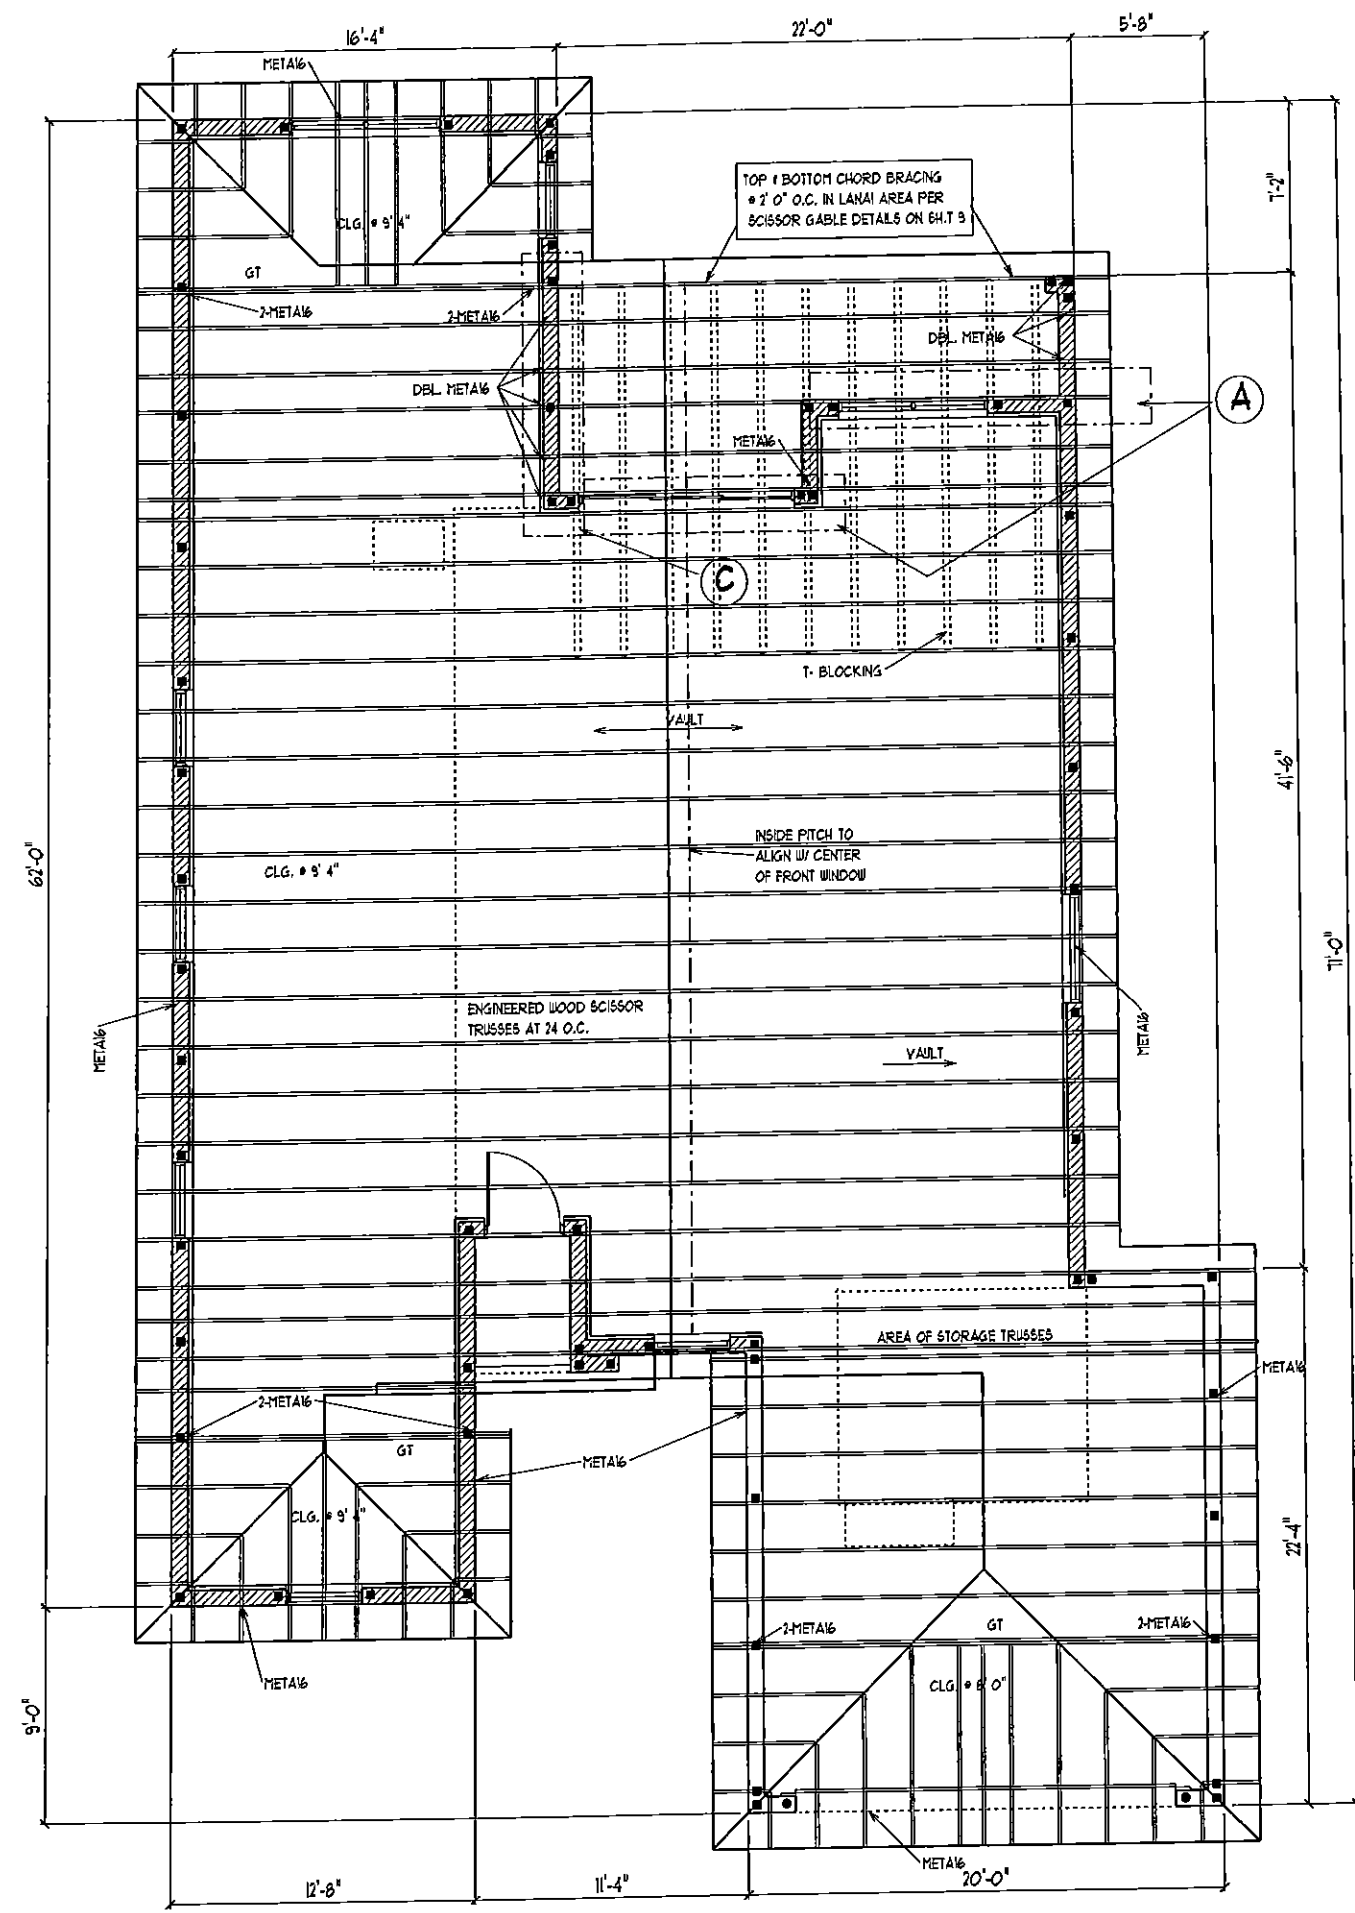 16'-4"
22'-0"
5'-8"
META16
TOP & BOTTOM CHORD BRACING
@ 2' 0" O.C. IN LANAI AREA PER
SCISSOR GABLE DETAILS ON SH.T 9
7'-2"
CLG. @ 9' 4"
GT
2-META16
2-META16
DBL. META16
DBL. META16
A
META16
C
T- BLOCKING
VAULT
41'-6"
INSIDE PITCH TO
ALIGN W/ CENTER
OF FRONT WINDOW
62'-0"
CLG. @ 9' 4"
71'-0"
ENGINEERED WOOD SCISSOR
TRUSSES AT 24 O.C.
META16
META16
VAULT
AREA OF STORAGE TRUSSES
META16
2-META16
GT
META16
CLG. @ 9' 4"
22'-4"
2-META16
GT
2-META16
META16
CLG. @ 8' 0"
9'-0"
META16
12'-8"
11'-4"
20'-0"